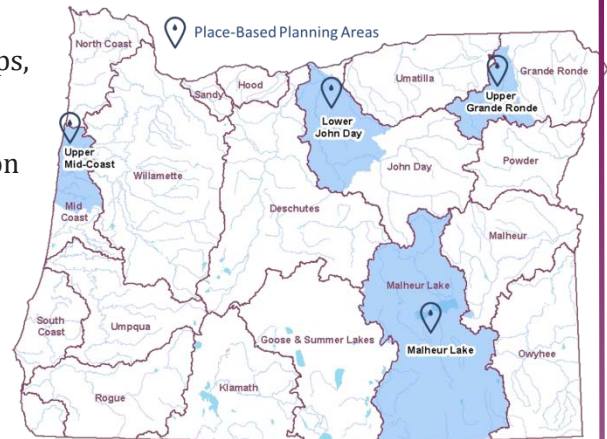 Place-Based Planning Areas
ps,
on
North Coast
Sandy
Hood
Umatilla
Grande Ronde
Upper
Grande Ronde
Lower
John Day
John Day
Powder
Upper
Mid-Coast
Willamette
Mid
Coast
Deschutes
Malheur
Malheur Lake
Malheur Lake
South
Coast
Umpqua
Goose & Summer Lakes
Owyhee
Rogue
Klamath